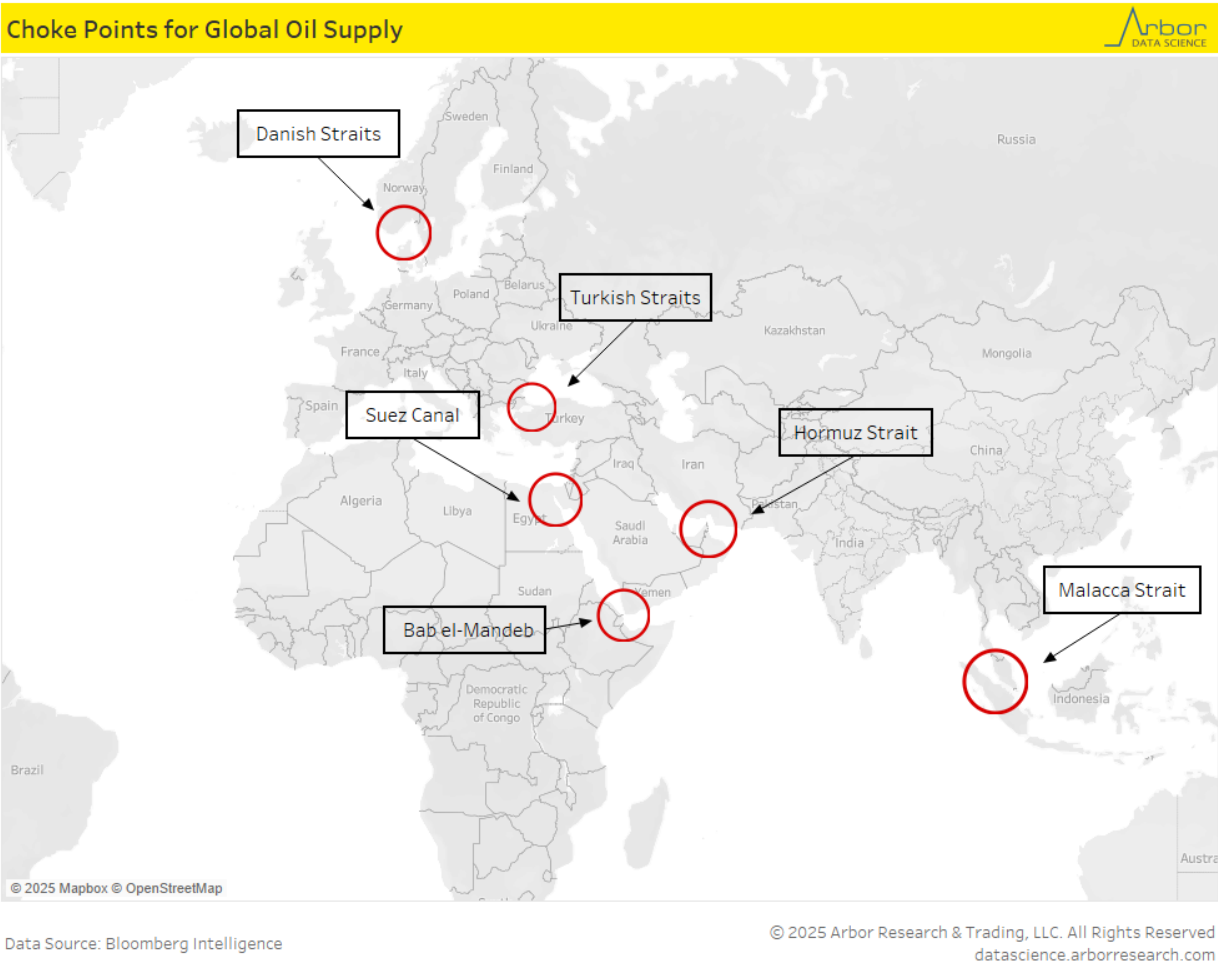 Choke Points for Global Oil Supply
Arbor
DATA SCIENCE
Danish Straits
Sweden
Russia
Finland
Norway
Turkish Straits
Belarus
Poland
Germany
Ukraine
Kazakhstan
France
Mongolia
Italy
Suez Canal
Spain
Turkey
Hormuz Strait
China
Iraq
Iran
Algeria
Libya
Pakistan
Egypt
Saudi
Arabia
India
Malacca Strait
Sudan
Yemen
Bab el-Mandeb
Democratic
Republic
of Congo
Indonesia
Brazil
Austra
© 2025 Mapbox © OpenStreetMap
Data Source: Bloomberg Intelligence
© 2025 Arbor Research & Trading, LLC. All Rights Reserved
datascience.arborresearch.com